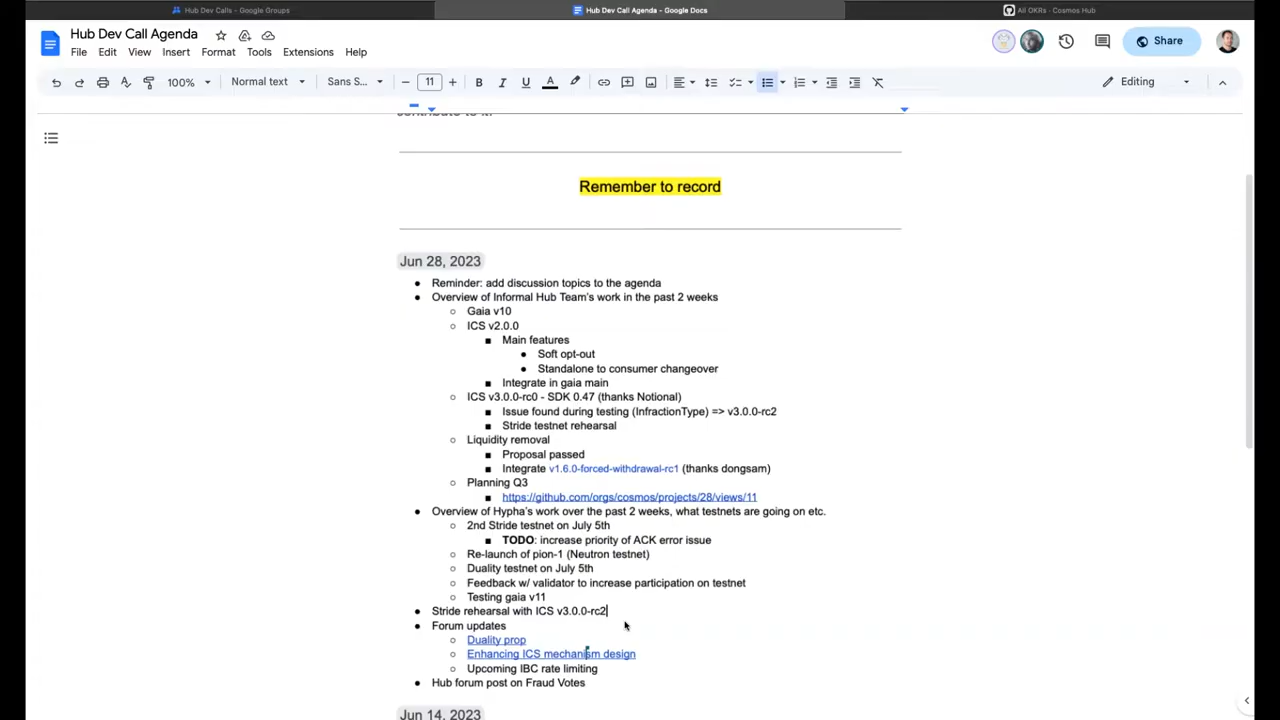 Hub Dev Calls - Google Groups
Hub Dev Call Agenda - Google Docs
All OKRs · Cosmos Hub
Hub Dev Call Agenda
File Edit View Insert Format Tools Extensions Help
Share
100% Normal text Sans S... 11 Editing
contribute to it!
Remember to record
Jun 28, 2023
Reminder: add discussion topics to the agenda
Overview of Informal Hub Team's work in the past 2 weeks
Gaia v10
ICS v2.0.0
Main features
Soft opt-out
Standalone to consumer changeover
Integrate in gaia main
ICS v3.0.0-rc0 - SDK 0.47 (thanks Notional)
Issue found during testing (InfractionType) => v3.0.0-rc2
Stride testnet rehearsal
Liquidity removal
Proposal passed
Integrate v1.6.0-forced-withdrawal-rc1 (thanks dongsam)
Planning Q3
https://github.com/orgs/cosmos/projects/28/views/11
Overview of Hypha's work over the past 2 weeks, what testnets are going on etc.
2nd Stride testnet on July 5th
TODO: increase priority of ACK error issue
Re-launch of pion-1 (Neutron testnet)
Duality testnet on July 5th
Feedback w/ validator to increase participation on testnet
Testing gaia v11
Stride rehearsal with ICS v3.0.0-rc2
Forum updates
Duality prop
Enhancing ICS mechanism design
Upcoming IBC rate limiting
Hub forum post on Fraud Votes
Jun 14, 2023